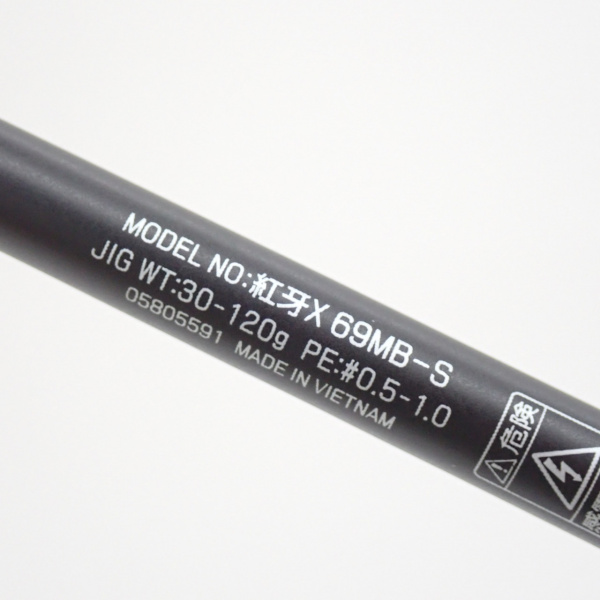 MODEL NO:紅牙X 69MB-S
JIG WT:30-120g PE:#0.5-1.0
05805591 MADE IN VIETNAM
危険